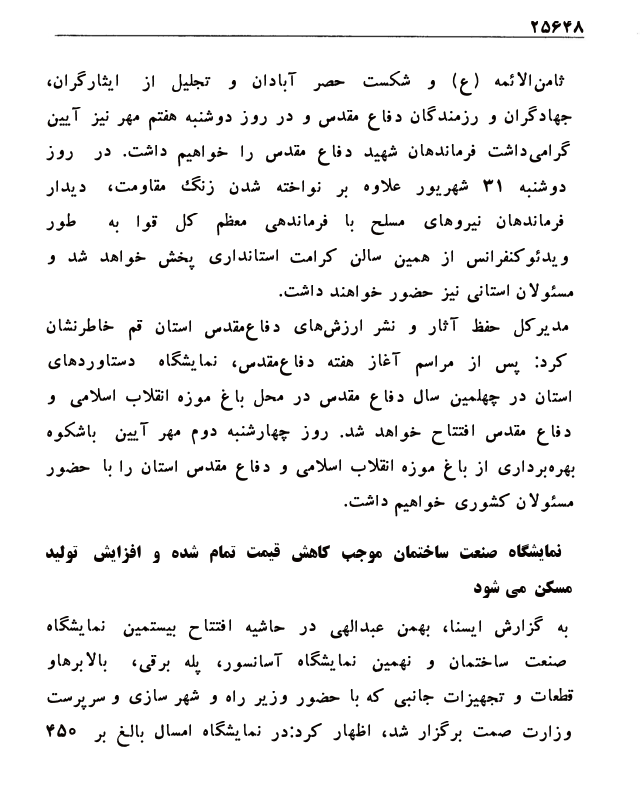 ۲۵۶۴۸
ثامن‌الائمه (ع) و شکست حصر آبادان و تجلیل از ایثارگران،
جهادگران و رزمندگان دفاع مقدس و در روز دوشنبه هفتم مهر نیز آیین
گرامی‌داشت فرماندهان شهید دفاع مقدس را خواهیم داشت. در روز
دوشنبه ۳۱ شهریور علاوه بر نواخته شدن زنگ مقاومت، دیدار
فرماندهان نیروهای مسلح با فرماندهی معظم کل قوا به طور
ویدئوکنفرانس از همین سالن کرامت استانداری پخش خواهد شد و
مسئولان استانی نیز حضور خواهند داشت.
مدیرکل حفظ آثار و نشر ارزش‌های دفاع‌مقدس استان قم خاطرنشان
کرد: پس از مراسم آغاز هفته دفاع‌مقدس، نمایشگاه دستاوردهای
استان در چهلمین سال دفاع مقدس در محل باغ موزه انقلاب اسلامی و
دفاع مقدس افتتاح خواهد شد. روز چهارشنبه دوم مهر آیین باشکوه
بهره‌برداری از باغ موزه انقلاب اسلامی و دفاع مقدس استان را با حضور
مسئولان کشوری خواهیم داشت.
نمایشگاه صنعت ساختمان موجب کاهش قیمت تمام شده و افزایش تولید
مسکن می شود
به گزارش ایسنا، بهمن عبدالهی در حاشیه افتتاح بیستمین نمایشگاه
صنعت ساختمان و نهمین نمایشگاه آسانسور، پله برقی، بالابرهاو
قطعات و تجهیزات جانبی که با حضور وزیر راه و شهر سازی و سرپرست
وزارت صمت برگزار شد، اظهار کرد:در نمایشگاه امسال بالغ بر ۴۵۰